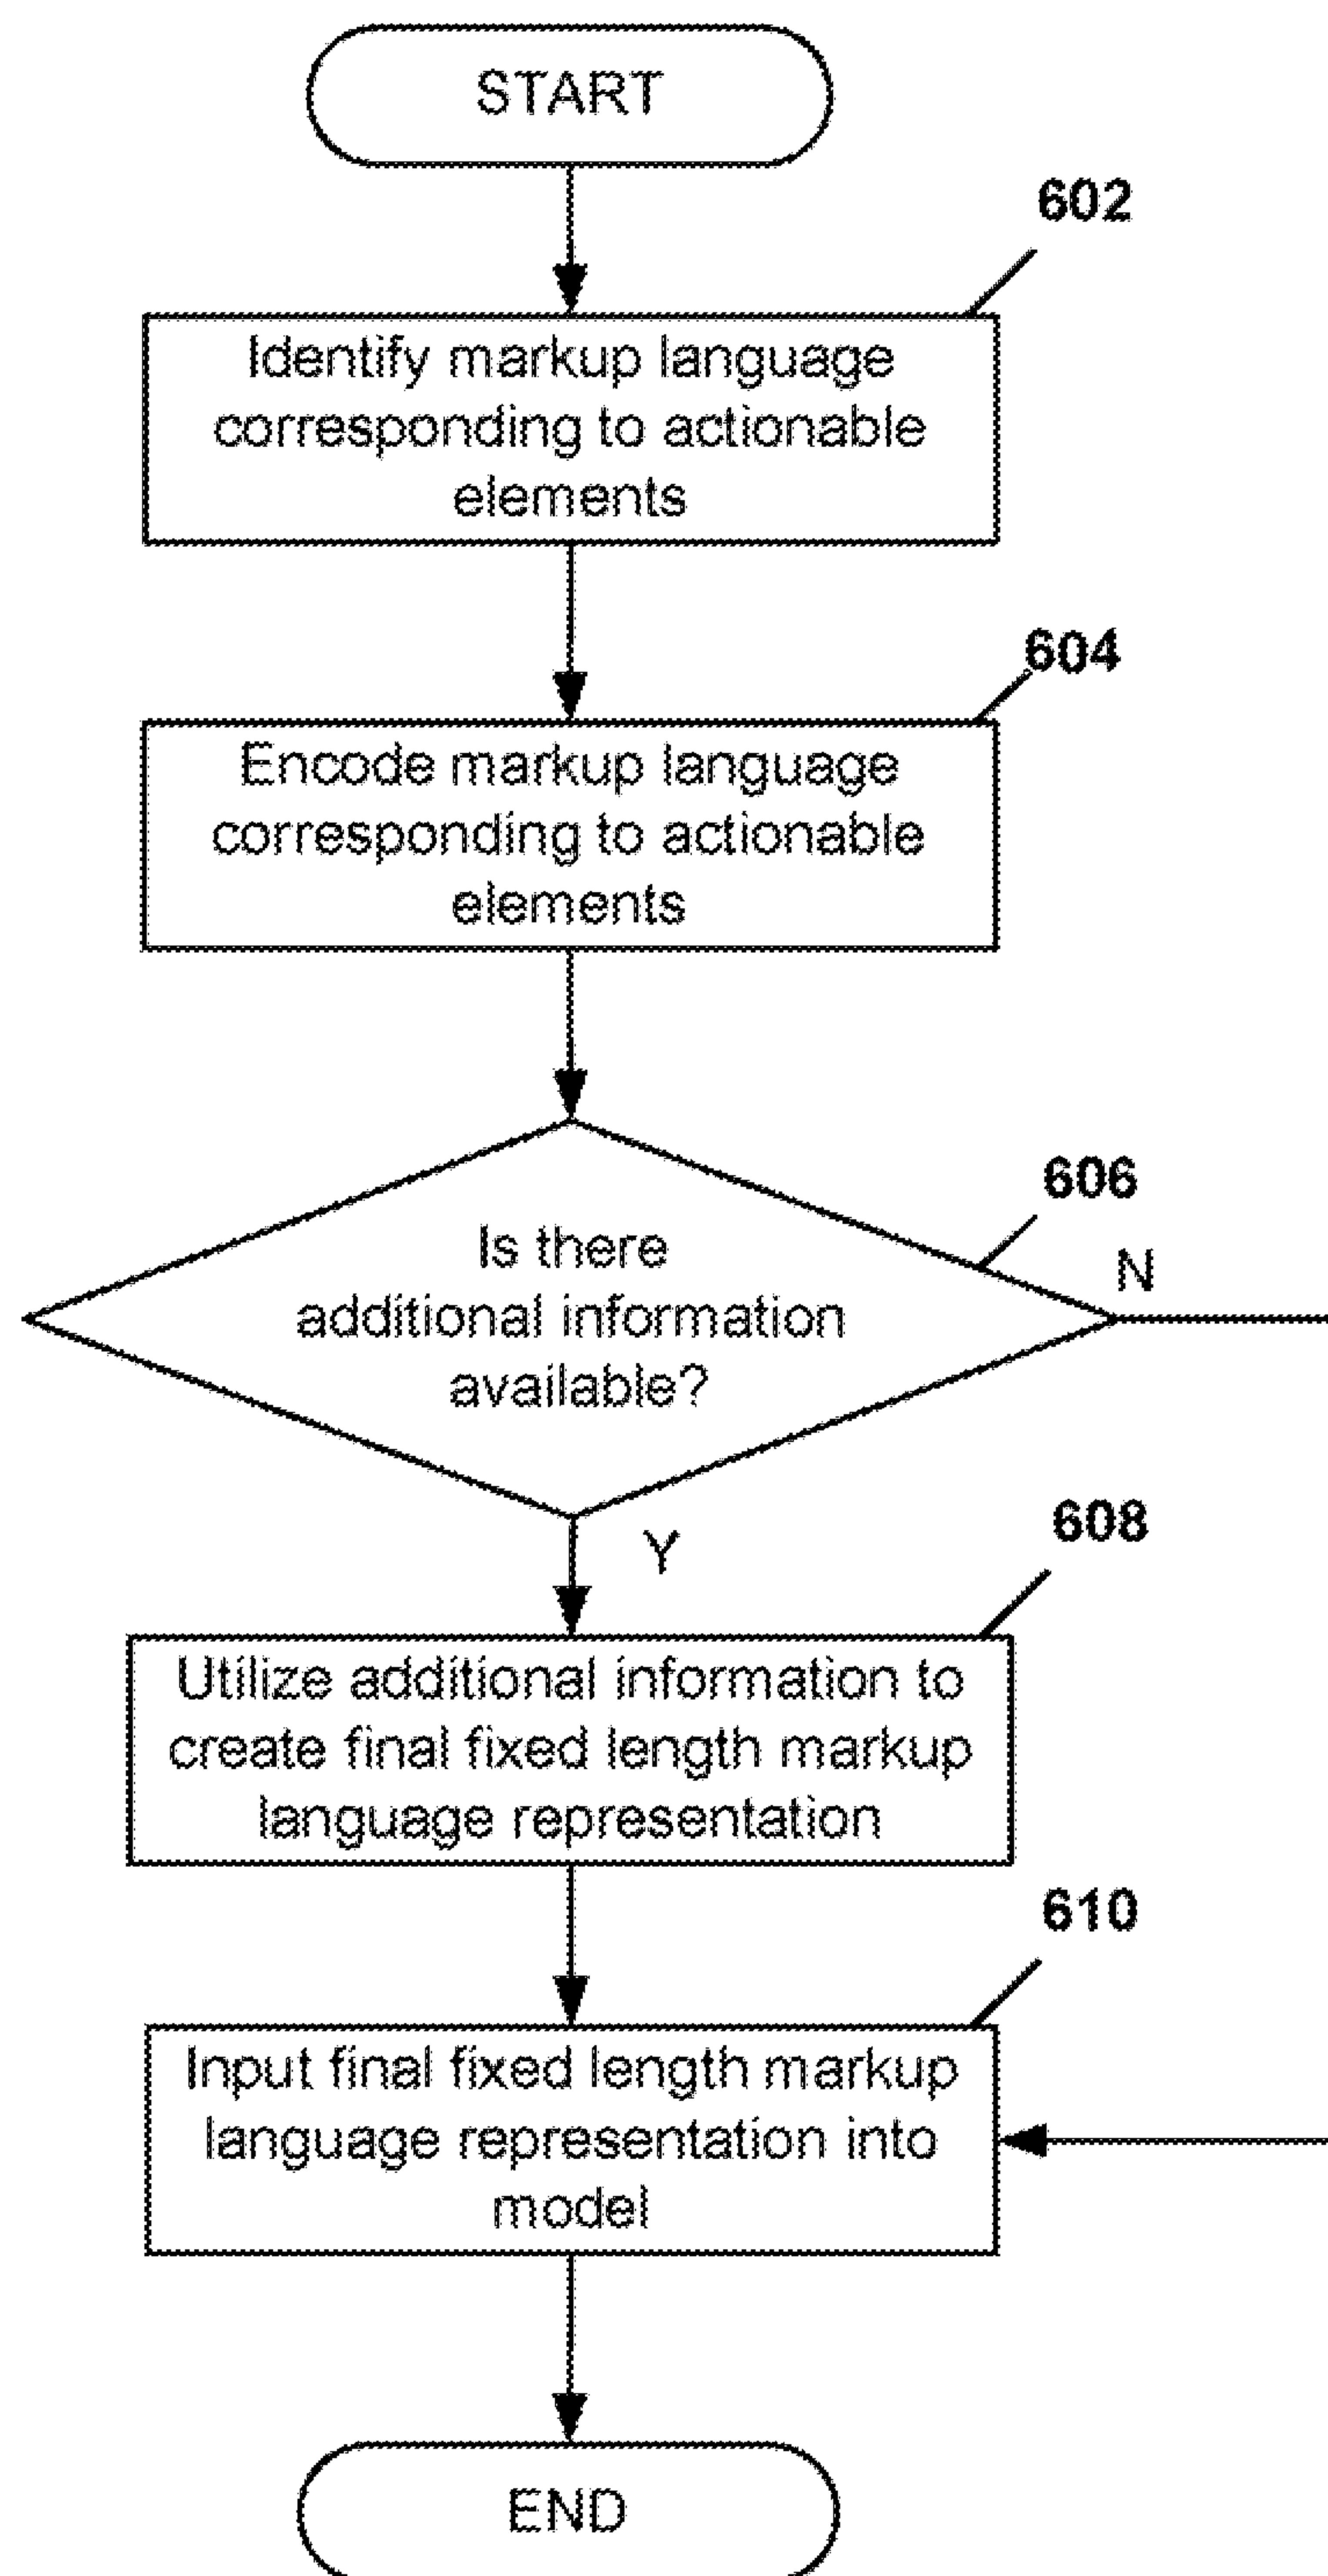 START
602
Identify markup language
corresponding to actionable
elements
604
Encode markup language
corresponding to actionable
elements
606
N
Is there
additional information
available?
Y
608
Utilize additional information to
create final fixed length markup
language representation
610
Input final fixed length markup
language representation into
model
END